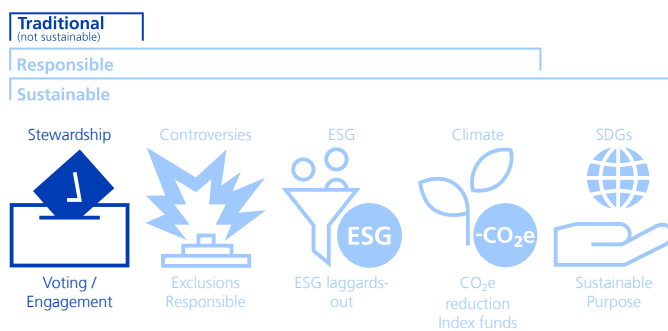 Traditional
(not sustainable)
Responsible
Sustainable
Stewardship
Controversies
ESG
Climate
SDGs
ESG
-CO₂e
Voting /
Engagement
Exclusions
Responsible
ESG laggards-
out
CO₂e
reduction
Index funds
Sustainable
Purpose